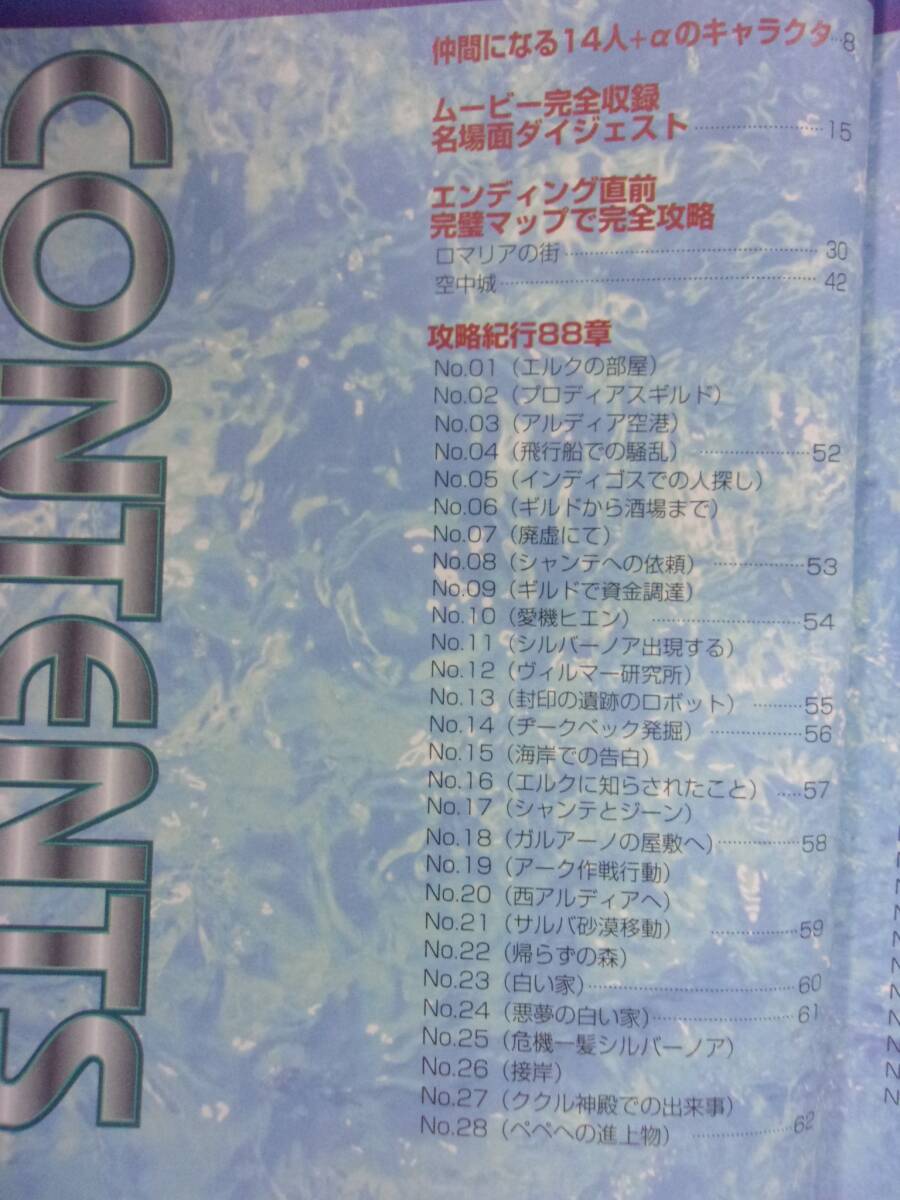 CONTENTS
仲間になる14人+αのキャラクタ…8
ムービー完全収録
名場面ダイジェスト………………15
エンディング直前
完璧マップで完全攻略
ロマリアの街………………30
空中城………………42
攻略紀行88章
No.01（エルクの部屋）
No.02（プロディアスギルド）
No.03（アルディア空港）
No.04（飛行船での騒乱）………………52
No.05（インディゴスでの人探し）
No.06（ギルドから酒場まで）
No.07（廃虚にて）
No.08（シャンテへの依頼）………………53
No.09（ギルドで資金調達）
No.10（愛機ヒエン）………………54
No.11（シルバーノア出現する）
No.12（ヴィルマー研究所）
No.13（封印の遺跡のロボット）…………55
No.14（ヂークベック発掘）………………56
No.15（海岸での告白）
No.16（エルクに知らされたこと）……57
No.17（シャンテとジーン）
No.18（ガルアーノの屋敷へ）………………58
No.19（アーク作戦行動）
No.20（西アルディアへ）
No.21（サルバ砂漠移動）………………59
No.22（帰らずの森）
No.23（白い家）………………60
No.24（悪夢の白い家）………………61
No.25（危機一髪シルバーノア）
No.26（接岸）
No.27（ククル神殿での出来事）
No.28（ペペへの進上物）………………62